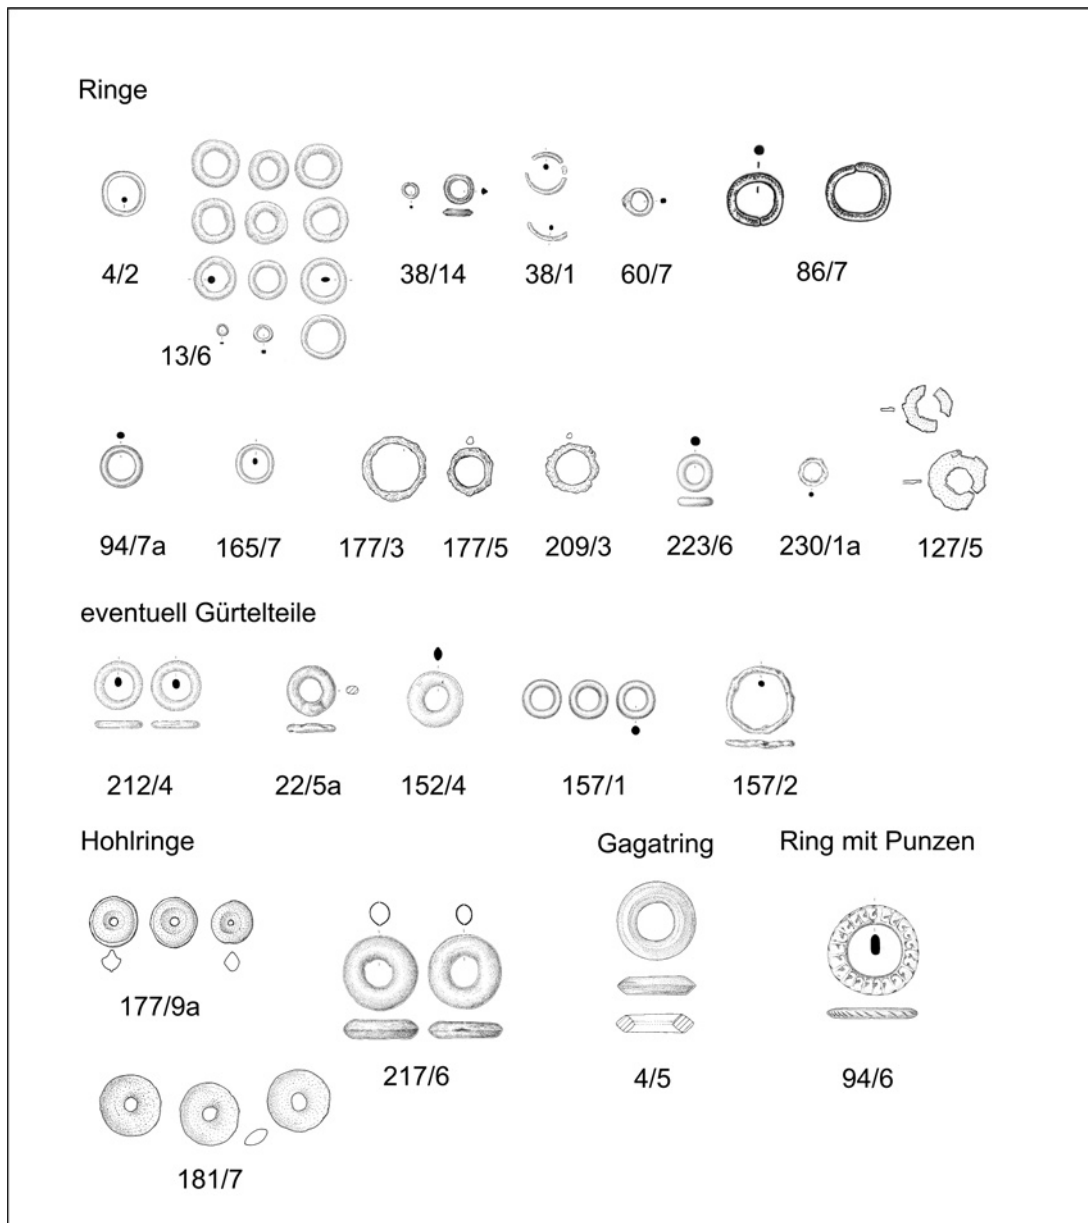 Ringe
4/2
38/14
38/1
60/7
86/7
13/6
94/7a
165/7
177/3
177/5
209/3
223/6
230/1a
127/5
eventuell Gürtelteile
212/4
22/5a
152/4
157/1
157/2
Hohlringe
Gagatring
Ring mit Punzen
177/9a
217/6
4/5
94/6
181/7